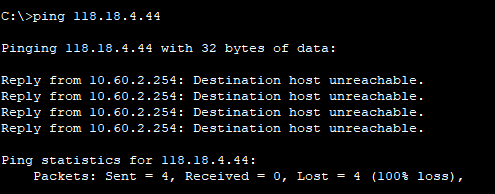 C:\>ping 118.18.4.44
Pinging 118.18.4.44 with 32 bytes of data:
Reply from 10.60.2.254: Destination host unreachable.
Reply from 10.60.2.254: Destination host unreachable.
Reply from 10.60.2.254: Destination host unreachable.
Reply from 10.60.2.254: Destination host unreachable.
Ping statistics for 118.18.4.44:
    Packets: Sent = 4, Received = 0, Lost = 4 (100% loss),